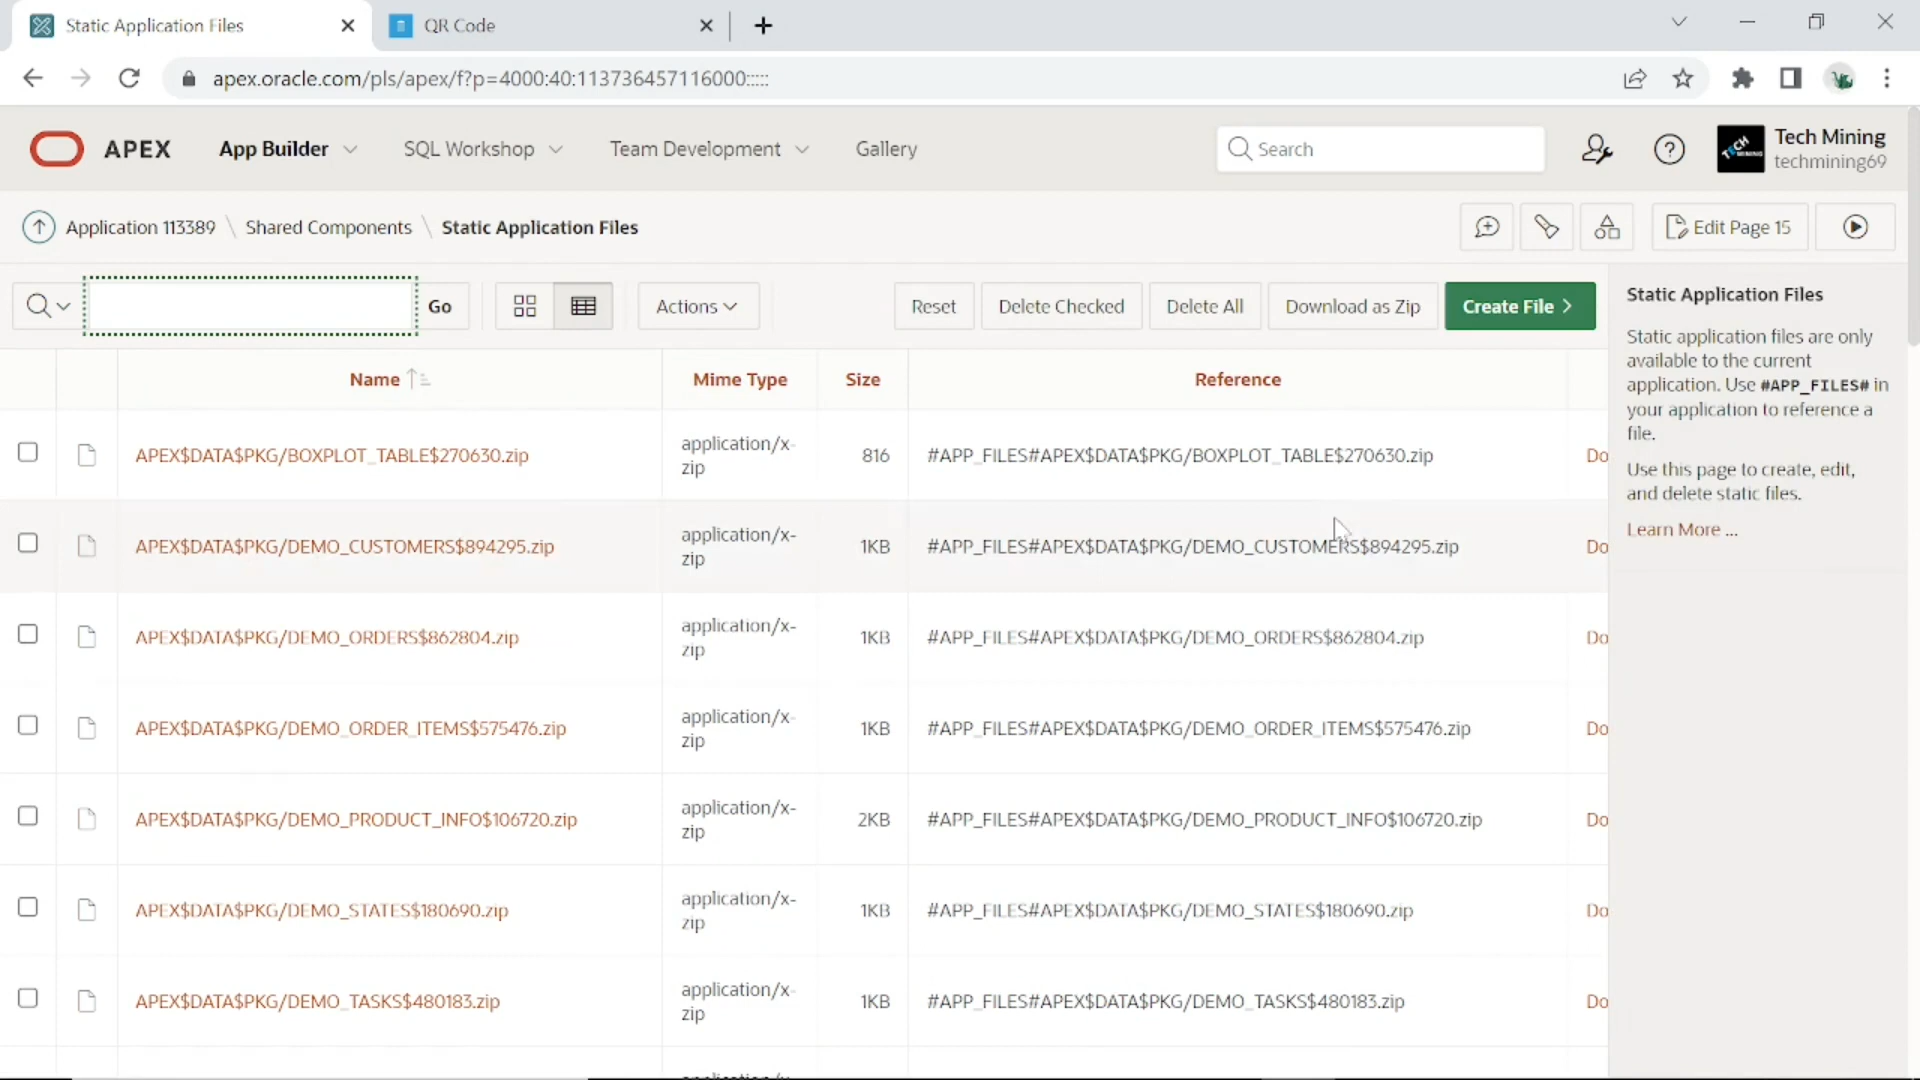 Static Application Files
QR Code
apex.oracle.com/pls/apex/f?p=4000:40:113736457116000:::::
APEX
App Builder
SQL Workshop
Team Development
Gallery
Search
TECH MINING
Tech Mining
techmining69
Application 113389 \ Shared Components \ Static Application Files
Edit Page 15
Go
Actions
Reset
Delete Checked
Delete All
Download as Zip
Create File
Name
Mime Type
Size
Reference
APEX$DATA$PKG/BOXPLOT_TABLE$270630.zip
application/x-
zip
816
#APP_FILES#APEX$DATA$PKG/BOXPLOT_TABLE$270630.zip
Do
APEX$DATA$PKG/DEMO_CUSTOMERS$894295.zip
application/x-
zip
1KB
#APP_FILES#APEX$DATA$PKG/DEMO_CUSTOMERS$894295.zip
Do
APEX$DATA$PKG/DEMO_ORDERS$862804.zip
application/x-
zip
1KB
#APP_FILES#APEX$DATA$PKG/DEMO_ORDERS$862804.zip
Do
APEX$DATA$PKG/DEMO_ORDER_ITEMS$575476.zip
application/x-
zip
1KB
#APP_FILES#APEX$DATA$PKG/DEMO_ORDER_ITEMS$575476.zip
Do
APEX$DATA$PKG/DEMO_PRODUCT_INFO$106720.zip
application/x-
zip
2KB
#APP_FILES#APEX$DATA$PKG/DEMO_PRODUCT_INFO$106720.zip
Do
APEX$DATA$PKG/DEMO_STATES$180690.zip
application/x-
zip
1KB
#APP_FILES#APEX$DATA$PKG/DEMO_STATES$180690.zip
Do
APEX$DATA$PKG/DEMO_TASKS$480183.zip
application/x-
zip
1KB
#APP_FILES#APEX$DATA$PKG/DEMO_TASKS$480183.zip
Do
Static Application Files
Static application files are only
available to the current
application. Use #APP_FILES# in
your application to reference a
file.
Use this page to create, edit,
and delete static files.
Learn More ...